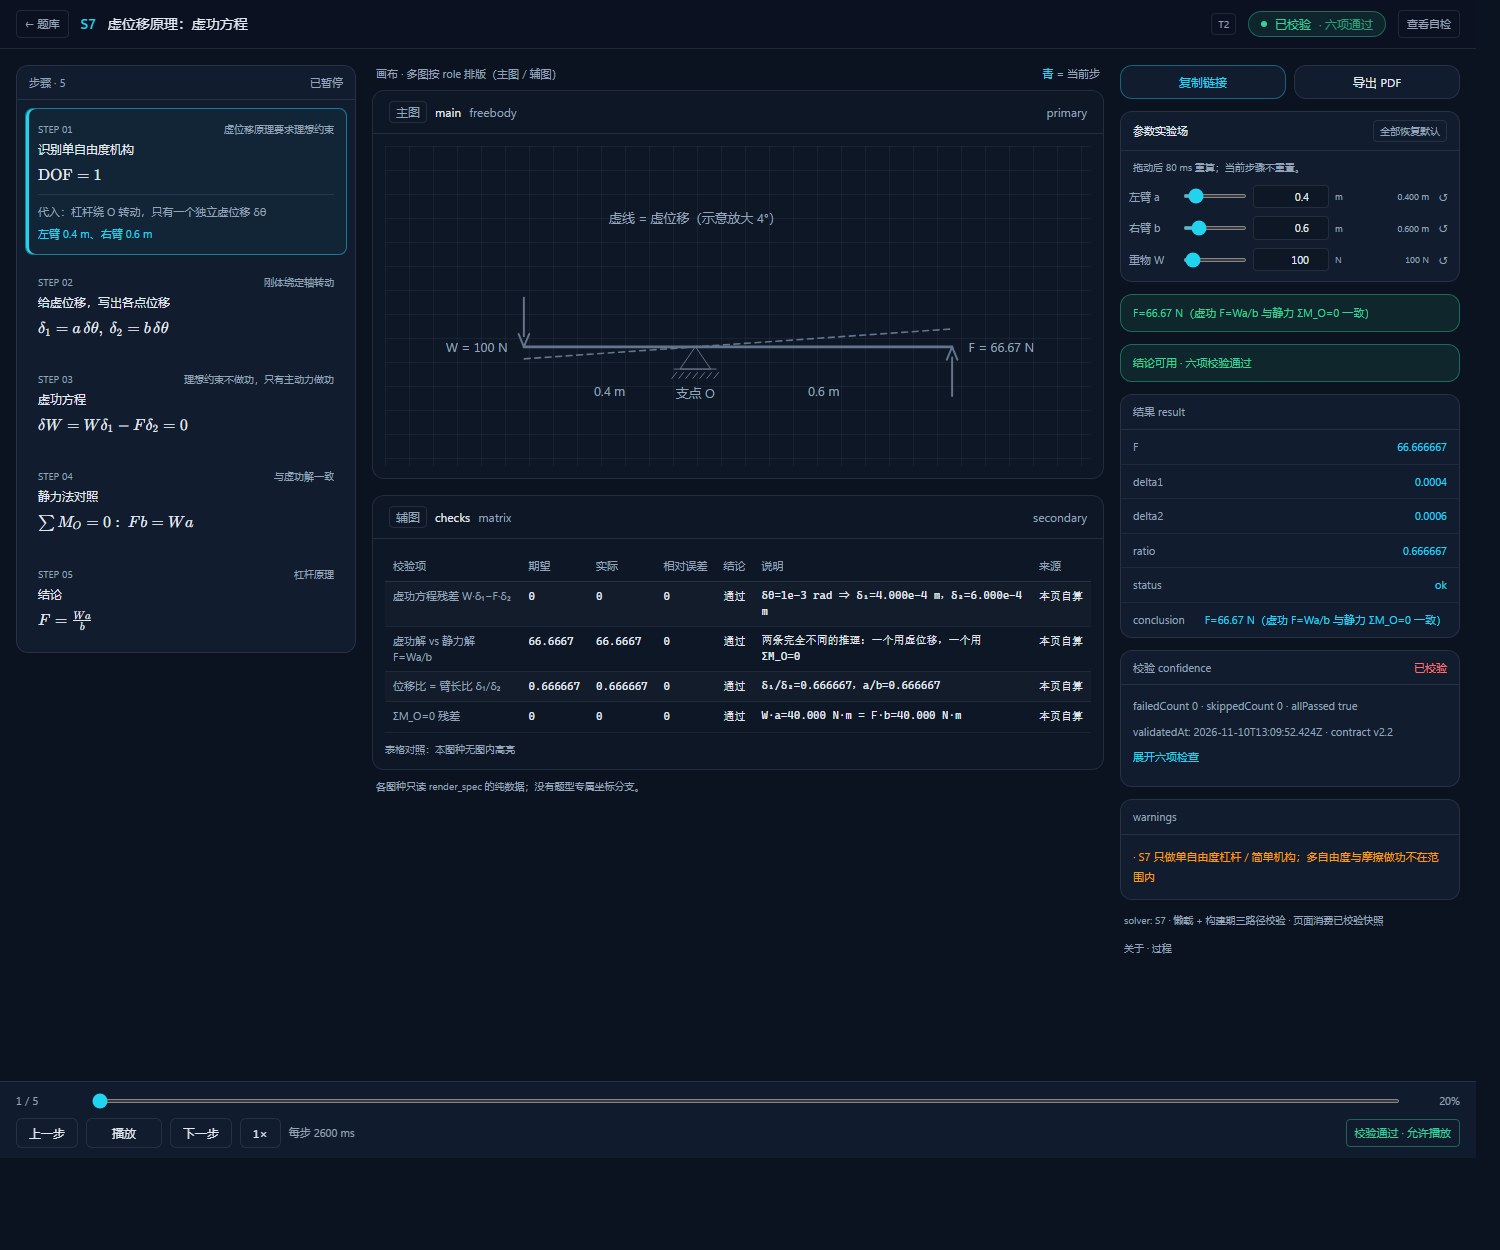 ← 题库 S7 虚位移原理：虚功方程
T2 已校验 · 六项通过 查看自检
步骤 · 5 已暂停
STEP 01 虚位移原理要求理想约束
识别单自由度机构
DOF = 1
代入：杠杆绕 O 转动，只有一个独立虚位移 δθ
左臂 0.4 m、右臂 0.6 m
STEP 02 刚体绕定轴转动
给虚位移，写出各点位移
δ₁ = a δθ, δ₂ = b δθ
STEP 03 理想约束不做功，只有主动力做功
虚功方程
δW = Wδ₁ − Fδ₂ = 0
STEP 04 与虚功解一致
静力法对照
∑ M_O = 0 : Fb = Wa
STEP 05 杠杆原理
结论
F = Wa/b
画布 · 多图按 role 排版（主图 / 辅图） 青 = 当前步
主图 main freebody primary
虚线 = 虚位移（示意放大 4°）
W = 100 N F = 66.67 N
0.4 m 支点 O 0.6 m
辅图 checks matrix secondary
校验项 期望 实际 相对误差 结论 说明 来源
虚功方程残差 W·δ₁−F·δ₂ 0 0 0 通过 δθ=1e-3 rad ⇒ δ₁=4.000e-4 m，δ₂=6.000e-4
m 本页自算
虚功解 vs 静力解
F=Wa/b 66.6667 66.6667 0 通过 两条完全不同的推理：一个用虚位移，一个用
ΣM_O=0 本页自算
位移比 = 臂长比 δ₁/δ₂ 0.666667 0.666667 0 通过 δ₁/δ₂=0.666667，a/b=0.666667 本页自算
ΣM_O=0 残差 0 0 0 通过 W·a=40.000 N·m = F·b=40.000 N·m 本页自算
表格对照：本图种无图内高亮
各图种只读 render_spec 的纯数据；没有题型专属坐标分支。
复制链接 导出 PDF
参数实验场 全部恢复默认
拖动后 80 ms 重算；当前步骤不重置。
左臂 a 0.4 m 0.400 m ↺
右臂 b 0.6 m 0.600 m ↺
重物 W 100 N 100 N ↺
F=66.67 N（虚功 F=Wa/b 与静力 ΣM_O=0 一致）
结论可用 · 六项校验通过
结果 result
F 66.666667
delta1 0.0004
delta2 0.0006
ratio 0.666667
status ok
conclusion F=66.67 N（虚功 F=Wa/b 与静力 ΣM_O=0 一致）
校验 confidence 已校验
failedCount 0 · skippedCount 0 · allPassed true
validatedAt: 2026-11-10T13:09:52.424Z · contract v2.2
展开六项检查
warnings
· S7 只做单自由度杠杆 / 简单机构；多自由度与摩擦做功不在范
围内
solver: S7 · 懒载 + 构建期三路径校验 · 页面消费已校验快照
关于 · 过程
1 / 5 20%
上一步 播放 下一步 1× 每步 2600 ms 校验通过 · 允许播放